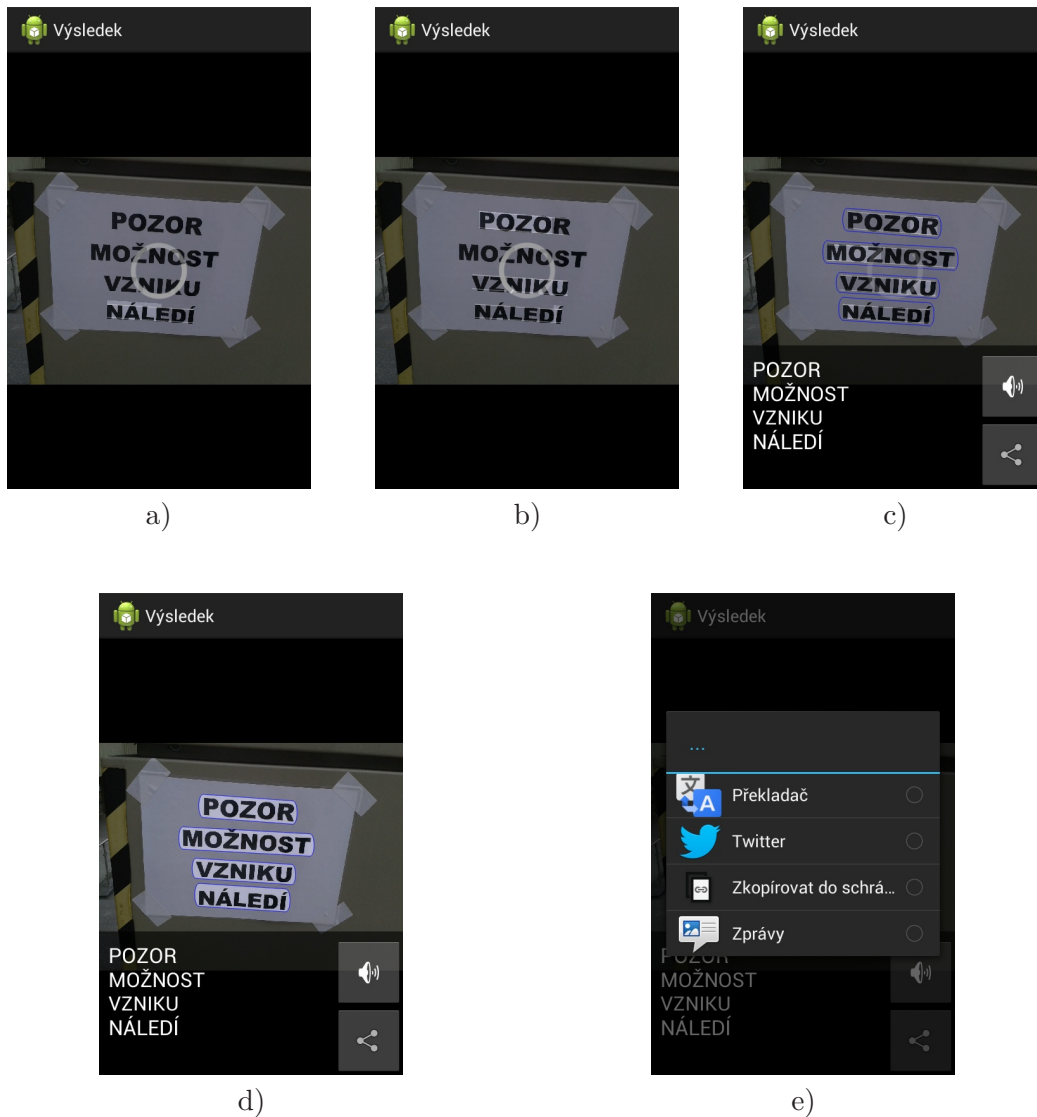 Výsledek
POZOR
MOŽNOST
VZNIKU
NÁLEDÍ
a)
Výsledek
POZOR
MOŽNOST
VZNIKU
NÁLEDÍ
b)
Výsledek
POZOR
MOŽNOST
VZNIKU
NÁLEDÍ
POZOR
MOŽNOST
VZNIKU
NÁLEDÍ
c)
Výsledek
POZOR
MOŽNOST
VZNIKU
NÁLEDÍ
POZOR
MOŽNOST
VZNIKU
NÁLEDÍ
d)
Výsledek
...
Překladač
Twitter
Zkopírovat do schrá...
Zprávy
POZOR
MOŽNOST
VZNIKU
NÁLEDÍ
e)